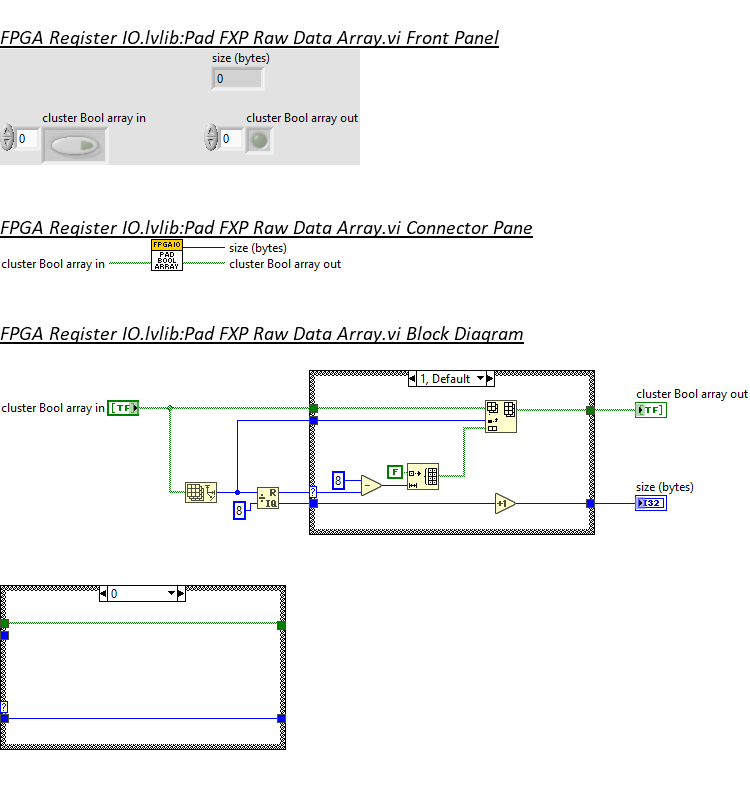 FPGA Register IO.lvlib:Pad FXP Raw Data Array.vi Front Panel
size (bytes)
0
cluster Bool array in
cluster Bool array out
0
0
FPGA Register IO.lvlib:Pad FXP Raw Data Array.vi Connector Pane
FPGAIO
PAD
BOOL
ARRAY
size (bytes)
cluster Bool array in
cluster Bool array out
FPGA Register IO.lvlib:Pad FXP Raw Data Array.vi Block Diagram
1, Default
cluster Bool array out
cluster Bool array in
[TF]
TF]
F
8
?
size (bytes)
R
IQ
8
+1
I32
0
?